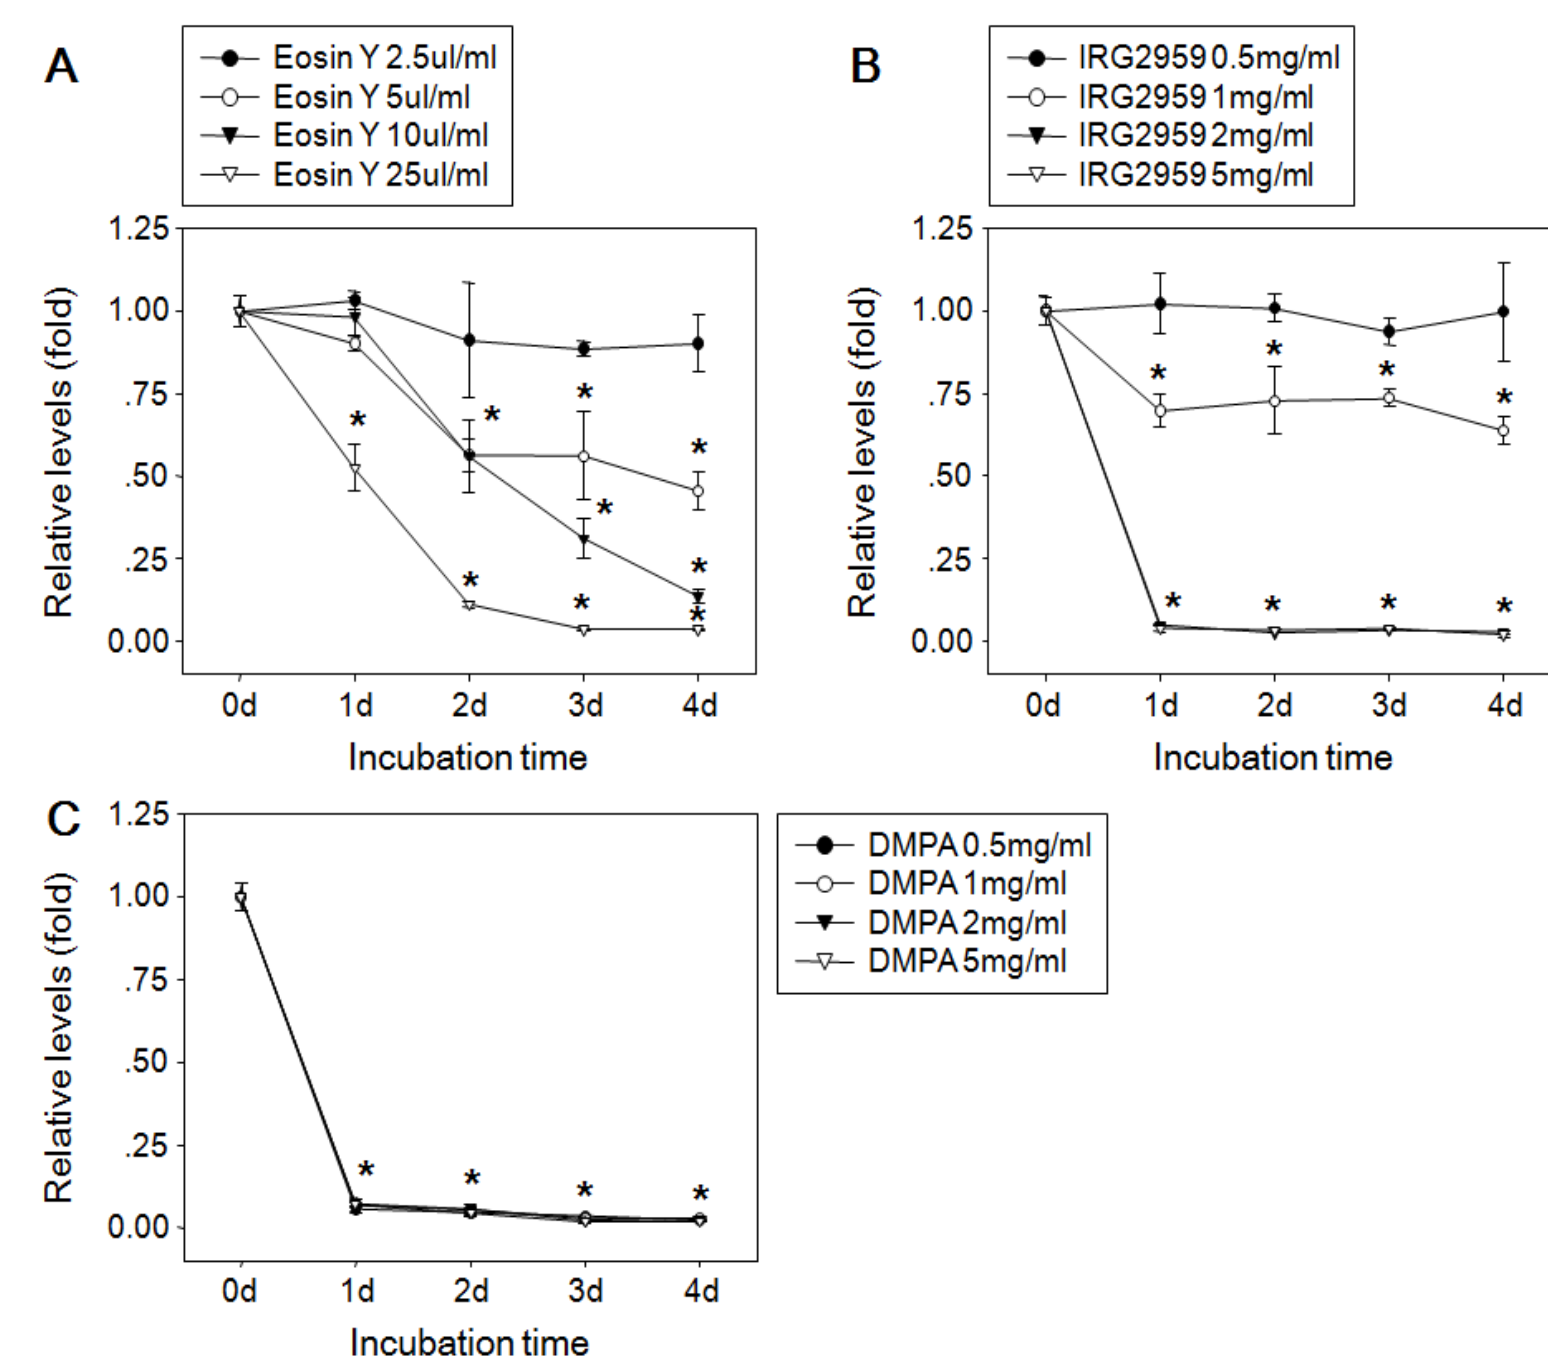 A
Eosin Y 2.5ul/ml
Eosin Y 5ul/ml
Eosin Y 10ul/ml
Eosin Y 25ul/ml
Relative levels (fold)
1.25
1.00
.75
.50
.25
0.00
* * * * * * * * *
0d 1d 2d 3d 4d
Incubation time
B
IRG2959 0.5mg/ml
IRG2959 1mg/ml
IRG2959 2mg/ml
IRG2959 5mg/ml
Relative levels (fold)
1.25
1.00
.75
.50
.25
0.00
* * * *
* * * *
0d 1d 2d 3d 4d
Incubation time
C
DMPA 0.5mg/ml
DMPA 1mg/ml
DMPA 2mg/ml
DMPA 5mg/ml
Relative levels (fold)
1.25
1.00
.75
.50
.25
0.00
* * * *
0d 1d 2d 3d 4d
Incubation time